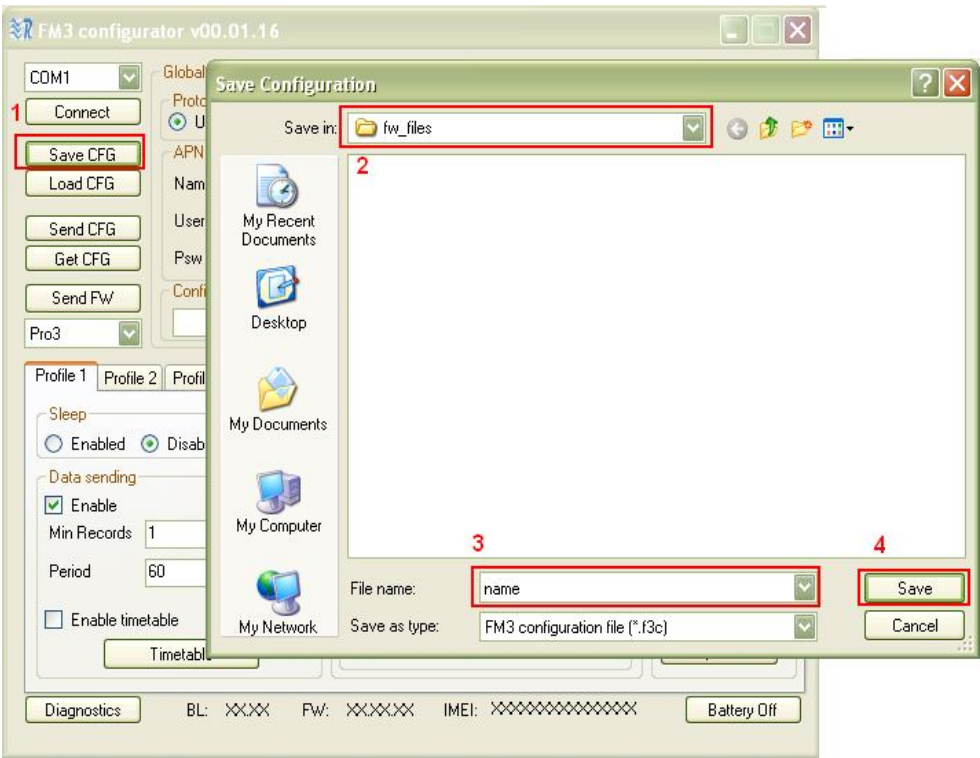 FM3 configurator v00.01.16
COM1
Global
Save Configuration
1
Connect
Proto
U
Save in:
fw_files
Save CFG
APN
2
Load CFG
Nam
My Recent
Documents
Send CFG
User
Get CFG
Psw
Send FW
Confi
Desktop
Pro3
Profile 1
Profile 2
Profil
Sleep
My Documents
Enabled
Disab
Data sending
Enable
Min Records
1
My Computer
3
4
Period
60
File name:
name
Save
Enable timetable
My Network
Save as type:
FM3 configuration file (*.f3c)
Cancel
Timetable
Diagnostics
BL:
XX.XX
FW:
XX.XX.XX
IMEI:
XXXXXXXXXXXXXX
Battery Off